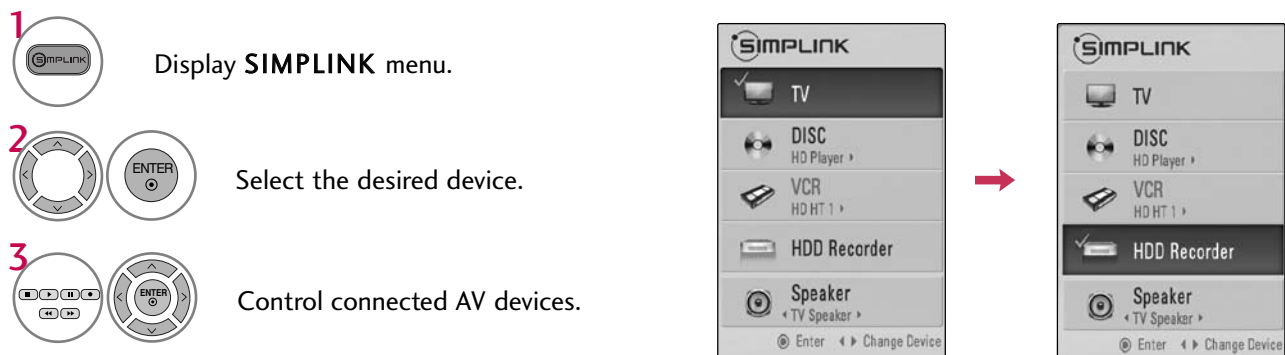 1
SIMPLINK
Display SIMPLINK menu.
2
ENTER
Select the desired device.
3
ENTER
Control connected AV devices.
SIMPLINK
TV
DISC
HD Player
VCR
HD HT 1
HDD Recorder
Speaker
TV Speaker
Enter Change Device
SIMPLINK
TV
DISC
HD Player
VCR
HD HT 1
HDD Recorder
Speaker
TV Speaker
Enter Change Device